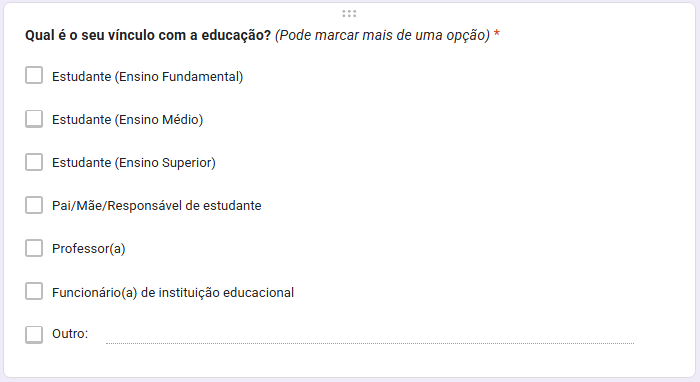 Qual é o seu vínculo com a educação? (Pode marcar mais de uma opção) *
Estudante (Ensino Fundamental)
Estudante (Ensino Médio)
Estudante (Ensino Superior)
Pai/Mãe/Responsável de estudante
Professor(a)
Funcionário(a) de instituição educacional
Outro: